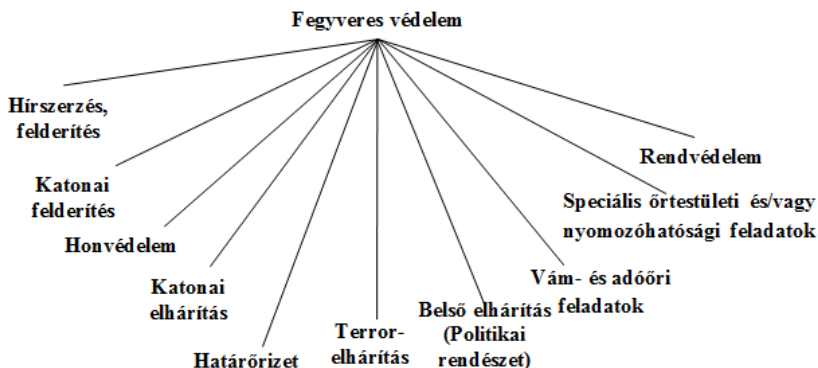 Fegyveres védelem
Hírszerzés,
felderítés
Katonai
felderítés
Honvédelem
Katonai
elhárítás
Határőrizet
Terror-
elhárítás
Belső elhárítás
(Politikai
rendészet)
Vám- és adóőri
feladatok
Speciális őrtestületi és/vagy
nyomozóhatósági feladatok
Rendvédelem